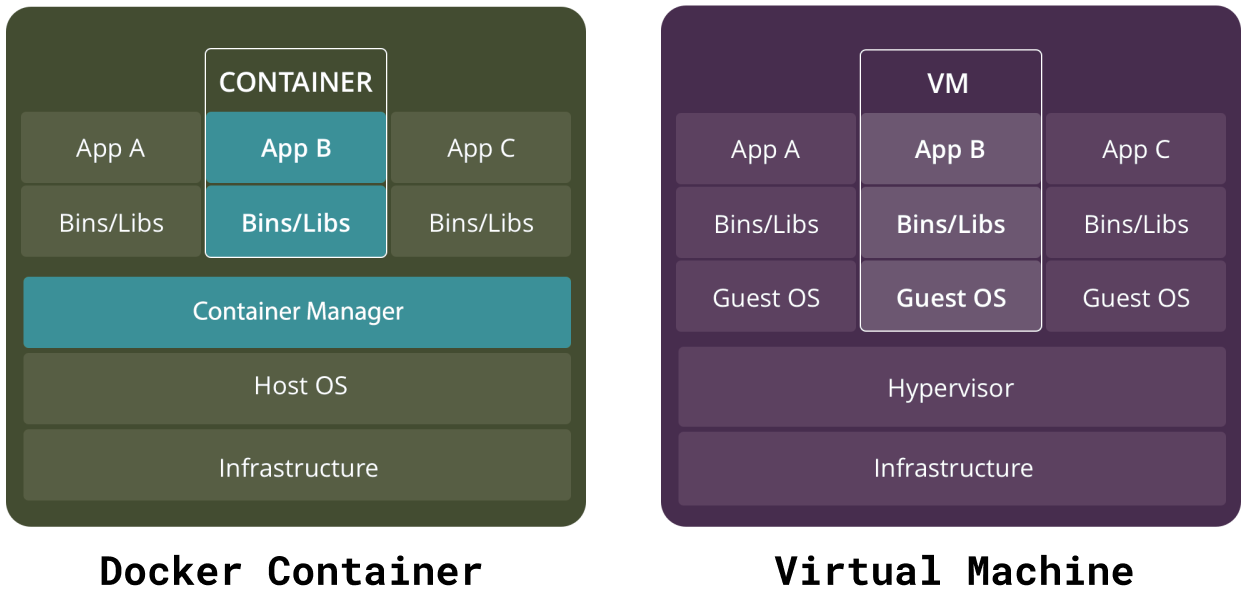 CONTAINER
App A
App B
App C
Bins/Libs
Bins/Libs
Bins/Libs
Container Manager
Host OS
Infrastructure
Docker Container
VM
App A
App B
App C
Bins/Libs
Bins/Libs
Bins/Libs
Guest OS
Guest OS
Guest OS
Hypervisor
Infrastructure
Virtual Machine